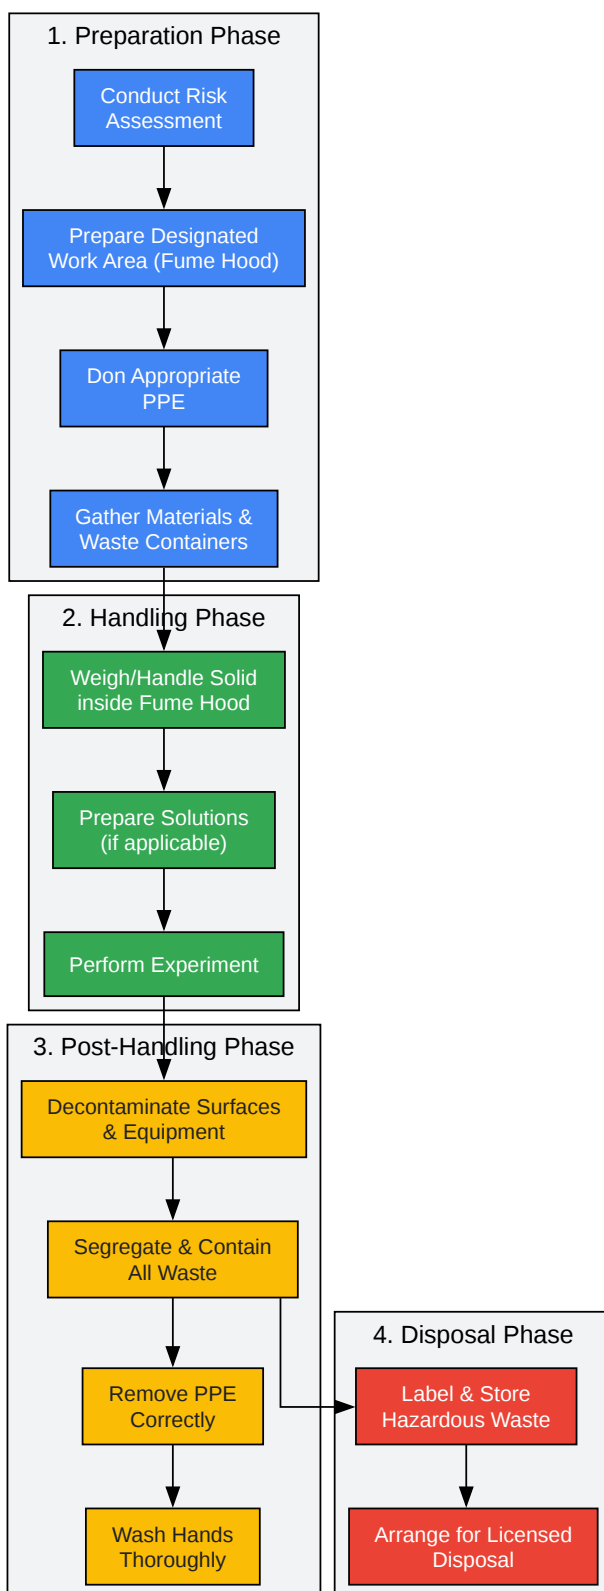 1. Preparation Phase
Conduct Risk
Assessment
Prepare Designated
Work Area (Fume Hood)
Don Appropriate
PPE
Gather Materials &
Waste Containers
2. Handling Phase
Weigh/Handle Solid
inside Fume Hood
Prepare Solutions
(if applicable)
Perform Experiment
3. Post-Handling Phase
Decontaminate Surfaces
& Equipment
Segregate & Contain
All Waste
Remove PPE
Correctly
Wash Hands
Thoroughly
4. Disposal Phase
Label & Store
Hazardous Waste
Arrange for Licensed
Disposal